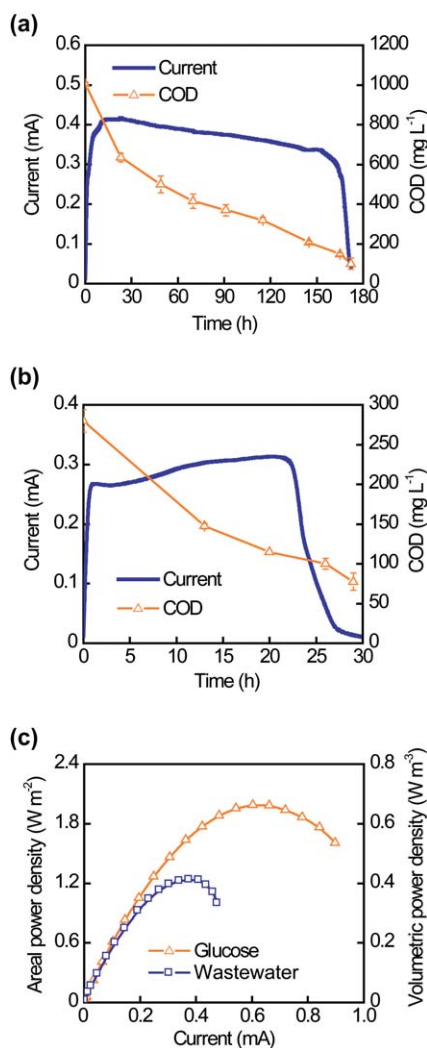 (a)
0.6
0.5
0.4
0.3
0.2
0.1
0
Current (mA)
Current
COD
1200
1000
800
600
400
200
0
COD (mg L⁻¹)
0 30 60 90 120 150 180
Time (h)
(b)
0.4
0.3
0.2
0.1
0
Current (mA)
Current
COD
300
250
200
150
100
50
0
COD (mg L⁻¹)
0 5 10 15 20 25 30
Time (h)
(c)
2.4
1.8
1.2
0.6
0
Areal power density (W m⁻²)
Glucose
Wastewater
0.8
0.6
0.4
0.2
0
Volumetric power density (W m⁻³)
0 0.2 0.4 0.6 0.8 1.0
Current (mA)